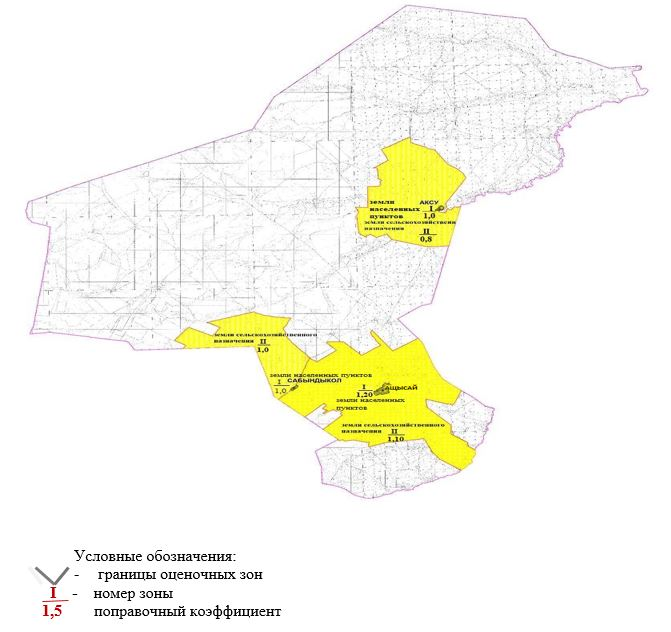 земли
населенных
пунктов
АКСУ
I
1,0
земли сельскохозяйствен
назначения
II
0,8
земли сельскохозяйственного
назначения
II
1,0
земли населенных пунктов
I
1,0
САБЫНДЫКОЛ
I
1,20
АЩЫСАЙ
земли населенных
пунктов
земли сельскохозяйственного
назначения
II
1,10
Условные обозначения:
- границы оценочных зон
I - номер зоны
1,5 поправочный коэффициент